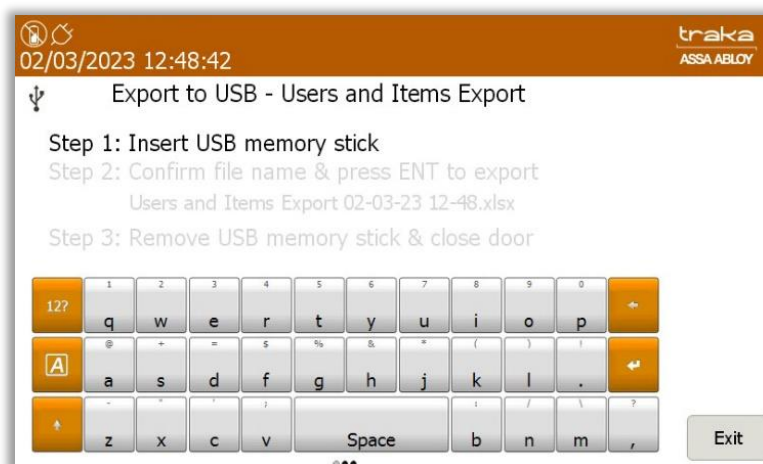 traka
02/03/2023 12:48:42
ASSA ABLOY
Export to USB - Users and Items Export
Step 1: Insert USB memory stick
Step 2: Confirm file name & press ENT to export
Users and Items Export 02-03-23 12-48.xlsx
Step 3: Remove USB memory stick & close door
1 2 3 4 5 6 7 8 9 0
12? q w e r t y u i o p
@ + = $ % & * ( ) !
A a s d f g h j k l .
- " ' ; : / \ ?
z x c v Space b n m ,
Exit